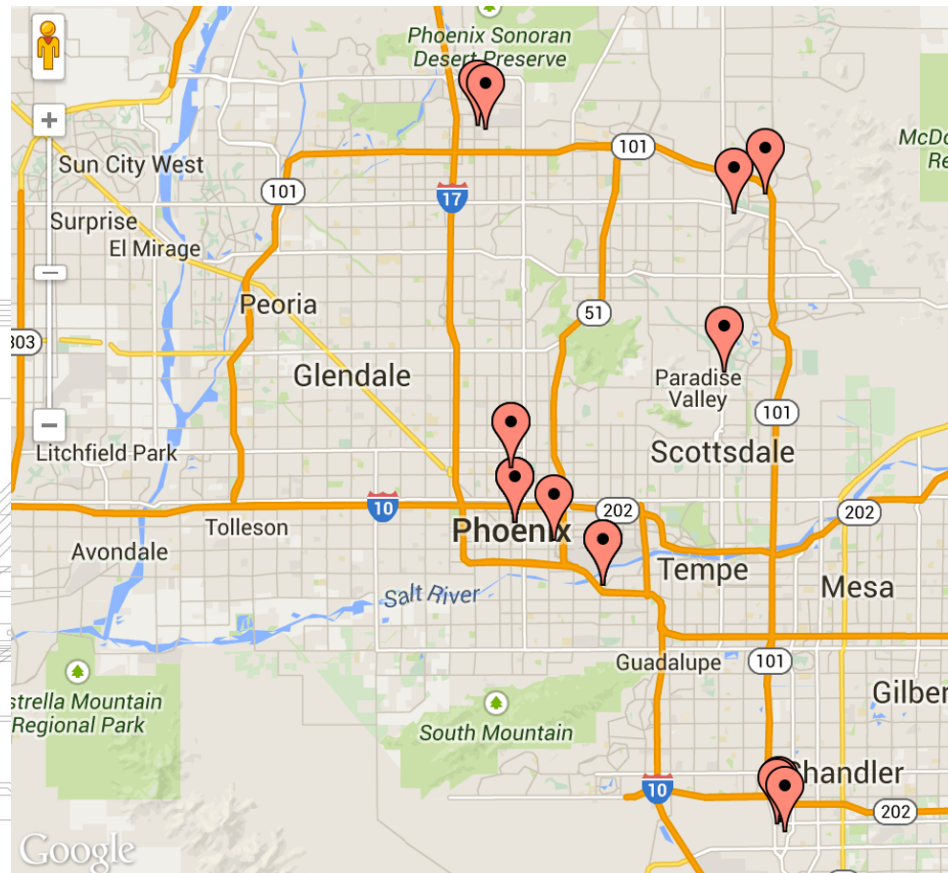 Phoenix Sonoran
Desert Preserve
McDo
Re
Sun City West
101
101
17
Surprise
El Mirage
Peoria
51
303
Glendale
Paradise
Valley
101
Litchfield Park
Scottsdale
10
202
202
Tolleson
Phoenix
Avondale
Tempe
Mesa
Salt River
Guadalupe
101
strella Mountain
Regional Park
Gilber
South Mountain
Chandler
10
202
Google